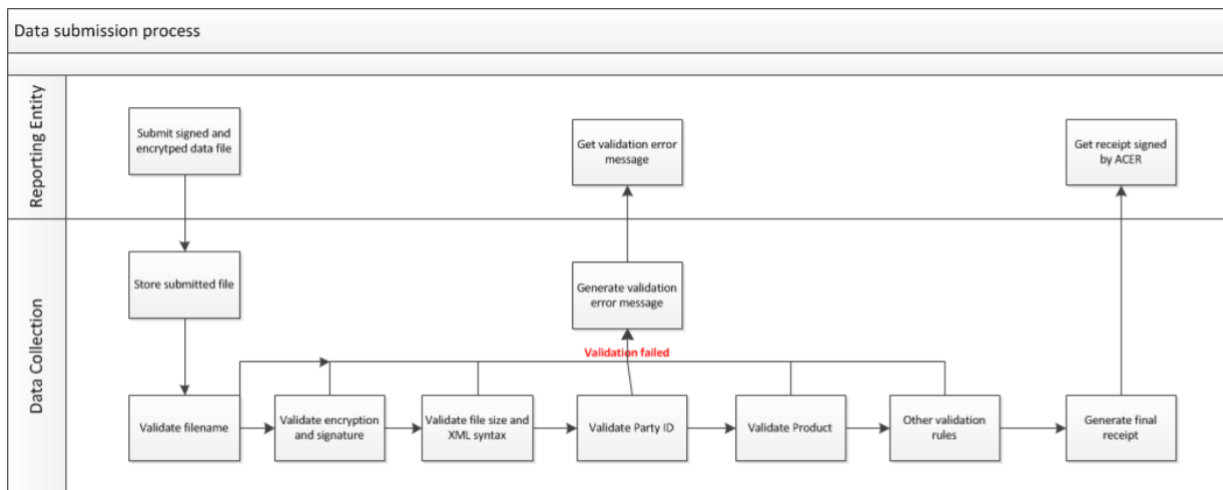 Data submission process
Reporting Entity
Submit signed and
encrytped data file
Get validation error
message
Get receipt signed
by ACER
Data Collection
Store submitted file
Generate validation
error message
Validation failed
Validate filename
Validate encryption
and signature
Validate file size and
XML syntax
Validate Party ID
Validate Product
Other validation
rules
Generate final
receipt